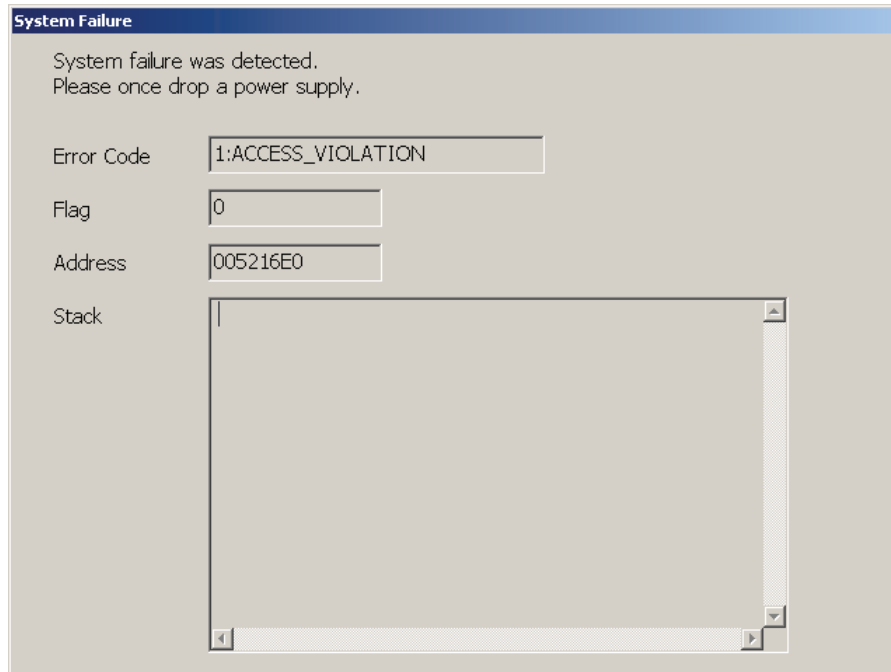 System Failure
System failure was detected.
Please once drop a power supply.
Error Code 1:ACCESS_VIOLATION
Flag 0
Address 005216E0
Stack